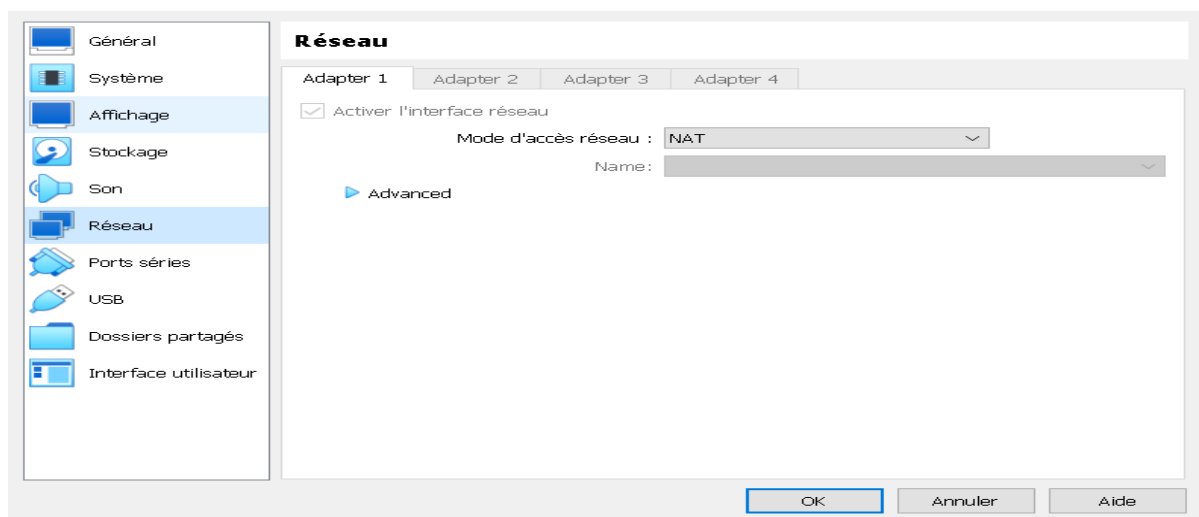 Général
Système
Affichage
Stockage
Son
Réseau
Ports séries
USB
Dossiers partagés
Interface utilisateur
Réseau
Adapter 1 Adapter 2 Adapter 3 Adapter 4
Activer l'interface réseau
Mode d'accès réseau : NAT
Name:
Advanced
OK Annuler Aide